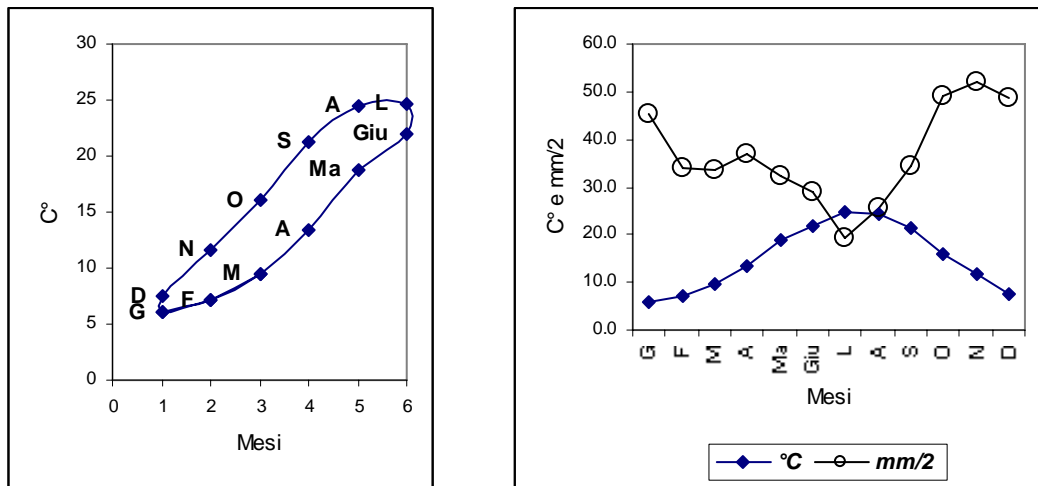 30
25
20
15
10
5
0
C°
A L
S Giu
Ma
O
A
N
M
D F
G
0 1 2 3 4 5 6
Mesi
60.0
50.0
40.0
30.0
20.0
10.0
0.0
C° e mm/2
G F M A Ma Giu L A S O N D
Mesi
°C mm/2